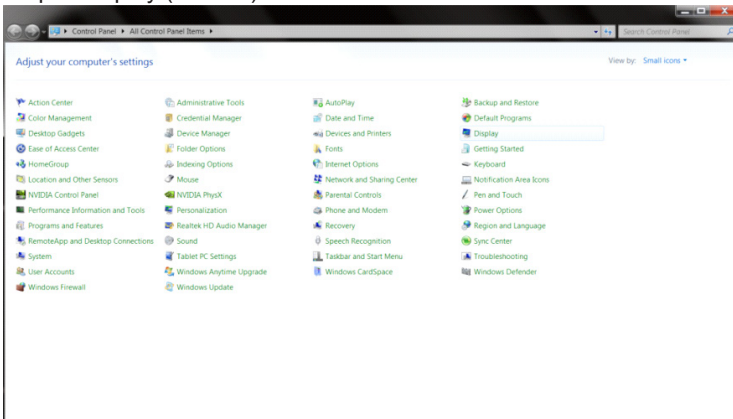 Control Panel ▸ All Control Panel Items ▸
Search Control Panel
Adjust your computer's settings
View by: Small icons
Action Center Administrative Tools AutoPlay Backup and Restore
Color Management Credential Manager Date and Time Default Programs
Desktop Gadgets Device Manager Devices and Printers Display
Ease of Access Center Folder Options Fonts Getting Started
HomeGroup Indexing Options Internet Options Keyboard
Location and Other Sensors Mouse Network and Sharing Center Notification Area Icons
NVIDIA Control Panel NVIDIA PhysX Parental Controls Pen and Touch
Performance Information and Tools Personalization Phone and Modem Power Options
Programs and Features Realtek HD Audio Manager Recovery Region and Language
RemoteApp and Desktop Connections Sound Speech Recognition Sync Center
System Tablet PC Settings Taskbar and Start Menu Troubleshooting
User Accounts Windows Anytime Upgrade Windows CardSpace Windows Defender
Windows Firewall Windows Update